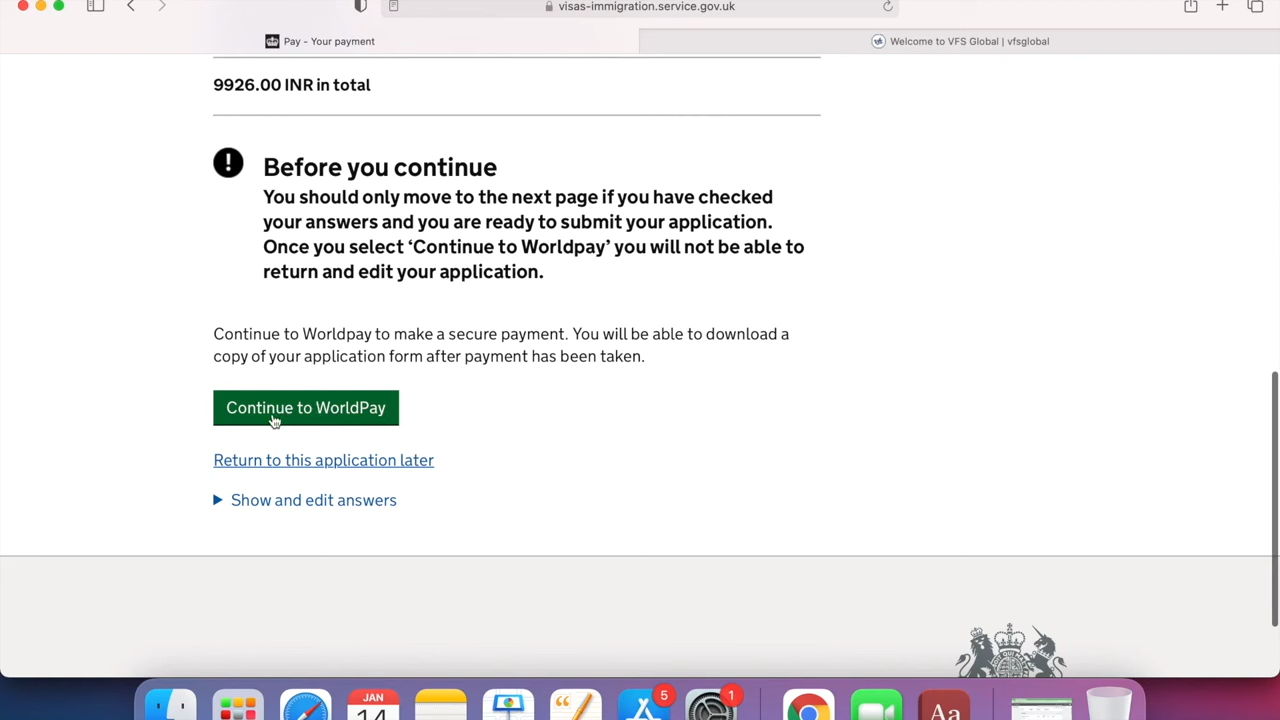 visas-immigration.service.gov.uk
Pay - Your payment
Welcome to VFS Global | vfsglobal
9926.00 INR in total
Before you continue
You should only move to the next page if you have checked
your answers and you are ready to submit your application.
Once you select ‘Continue to Worldpay’ you will not be able to
return and edit your application.
Continue to Worldpay to make a secure payment. You will be able to download a
copy of your application form after payment has been taken.
Continue to WorldPay
Return to this application later
Show and edit answers
5
1
JAN
14
Aa